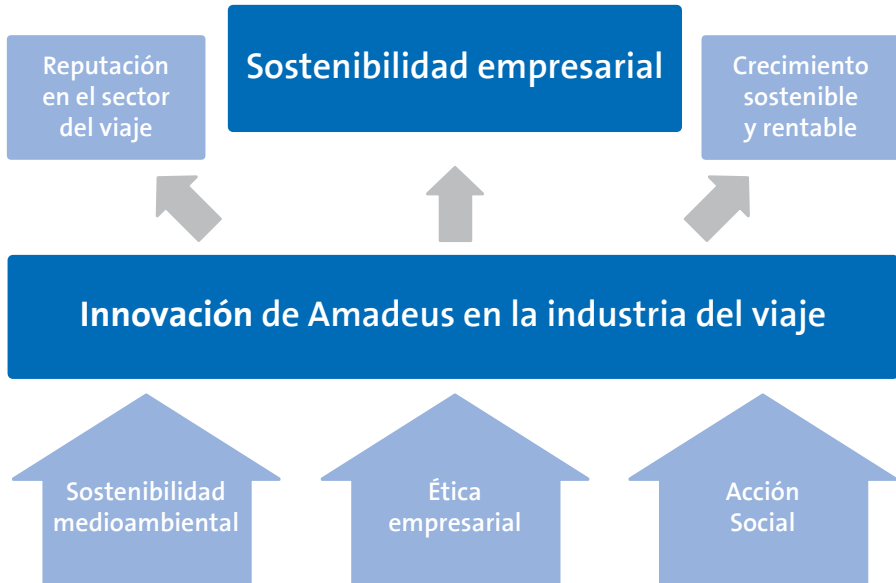 Reputación
en el sector
del viaje
Sostenibilidad empresarial
Crecimiento
sostenible
y rentable
Innovación de Amadeus en la industria del viaje
Sostenibilidad
medioambiental
Ética
empresarial
Acción
Social